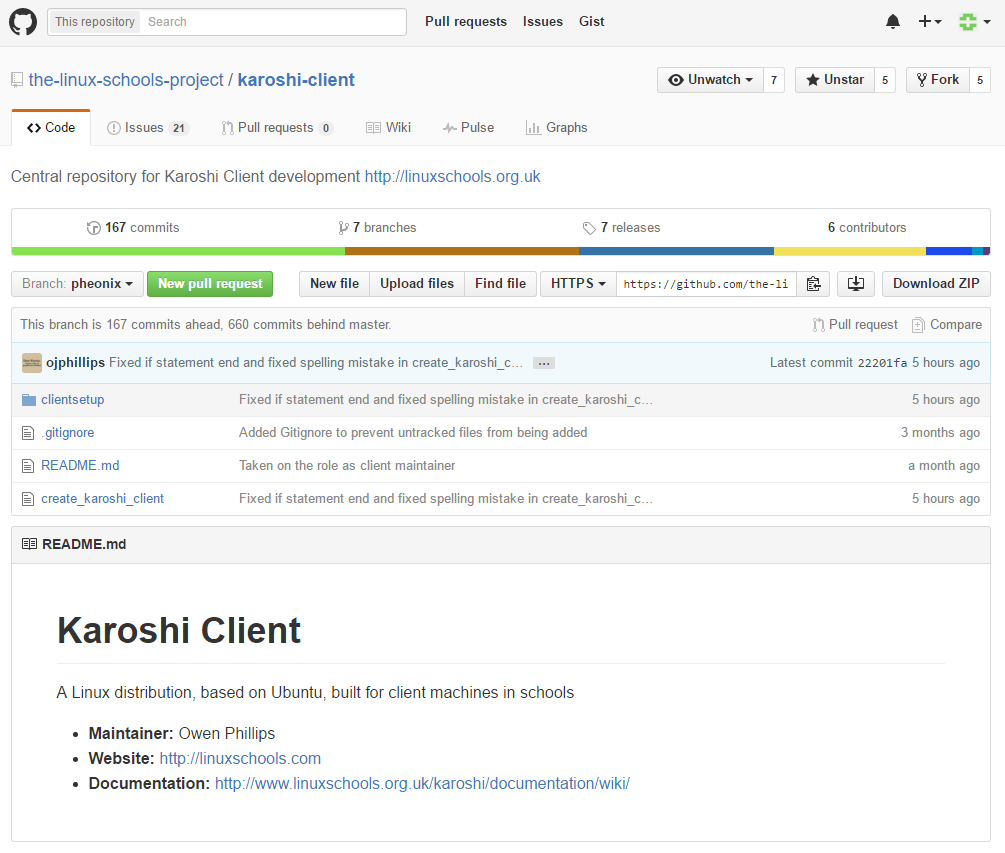 This repository Search Pull requests Issues Gist
the-linux-schools-project / karoshi-client Unwatch 7 Unstar 5 Fork 5
Code Issues 21 Pull requests 0 Wiki Pulse Graphs
Central repository for Karoshi Client development http://linuxschools.org.uk
167 commits 7 branches 7 releases 6 contributors
Branch: pheonix New pull request New file Upload files Find file HTTPS https://github.com/the-li Download ZIP
This branch is 167 commits ahead, 660 commits behind master. Pull request Compare
ojphillips Fixed if statement end and fixed spelling mistake in create_karoshi_c… … Latest commit 22201fa 5 hours ago
clientsetup Fixed if statement end and fixed spelling mistake in create_karoshi_c… 5 hours ago
.gitignore Added Gitignore to prevent untracked files from being added 3 months ago
README.md Taken on the role as client maintainer a month ago
create_karoshi_client Fixed if statement end and fixed spelling mistake in create_karoshi_c… 5 hours ago
README.md
Karoshi Client
A Linux distribution, based on Ubuntu, built for client machines in schools
• Maintainer: Owen Phillips
• Website: http://linuxschools.com
• Documentation: http://www.linuxschools.org.uk/karoshi/documentation/wiki/